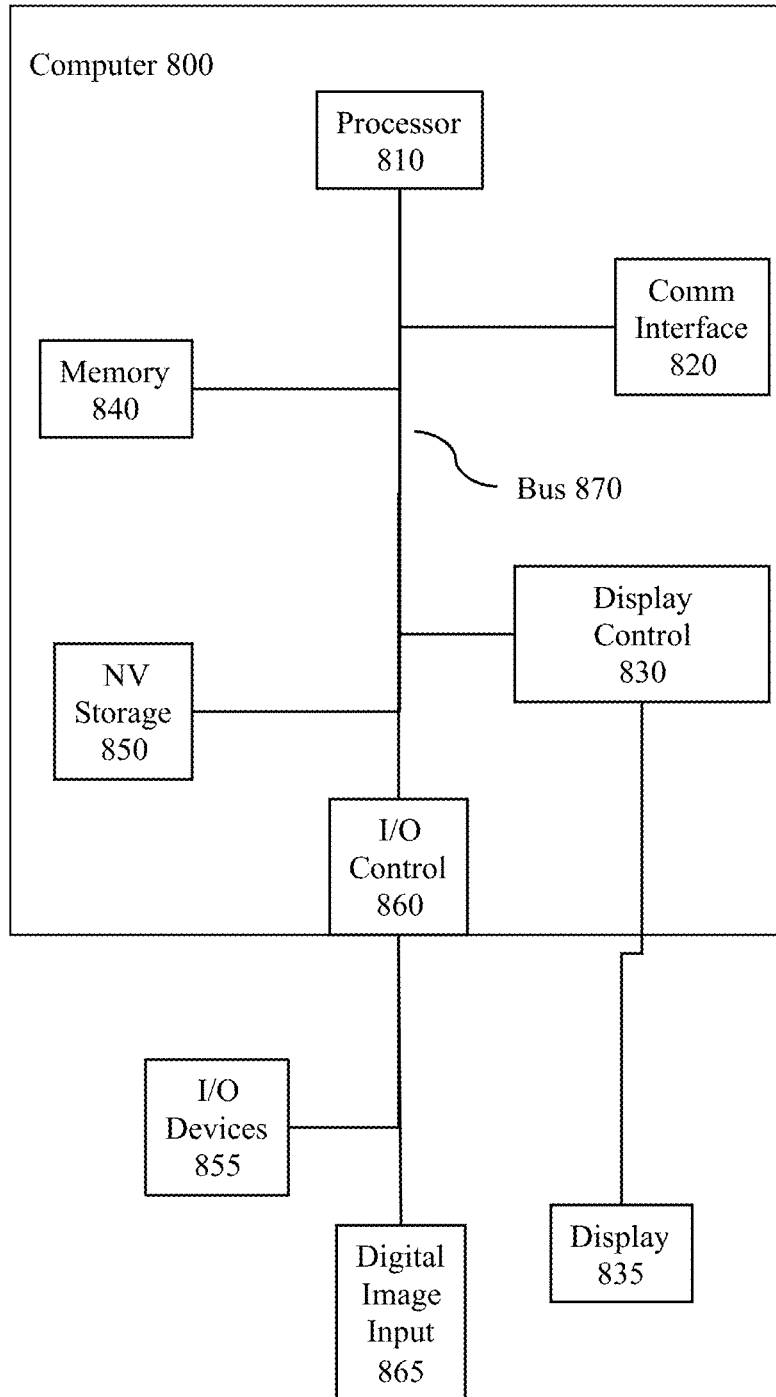 Computer 800
Processor
810
Comm
Interface
820
Memory
840
Bus 870
Display
Control
830
NV
Storage
850
I/O
Control
860
I/O
Devices
855
Display
835
Digital
Image
Input
865